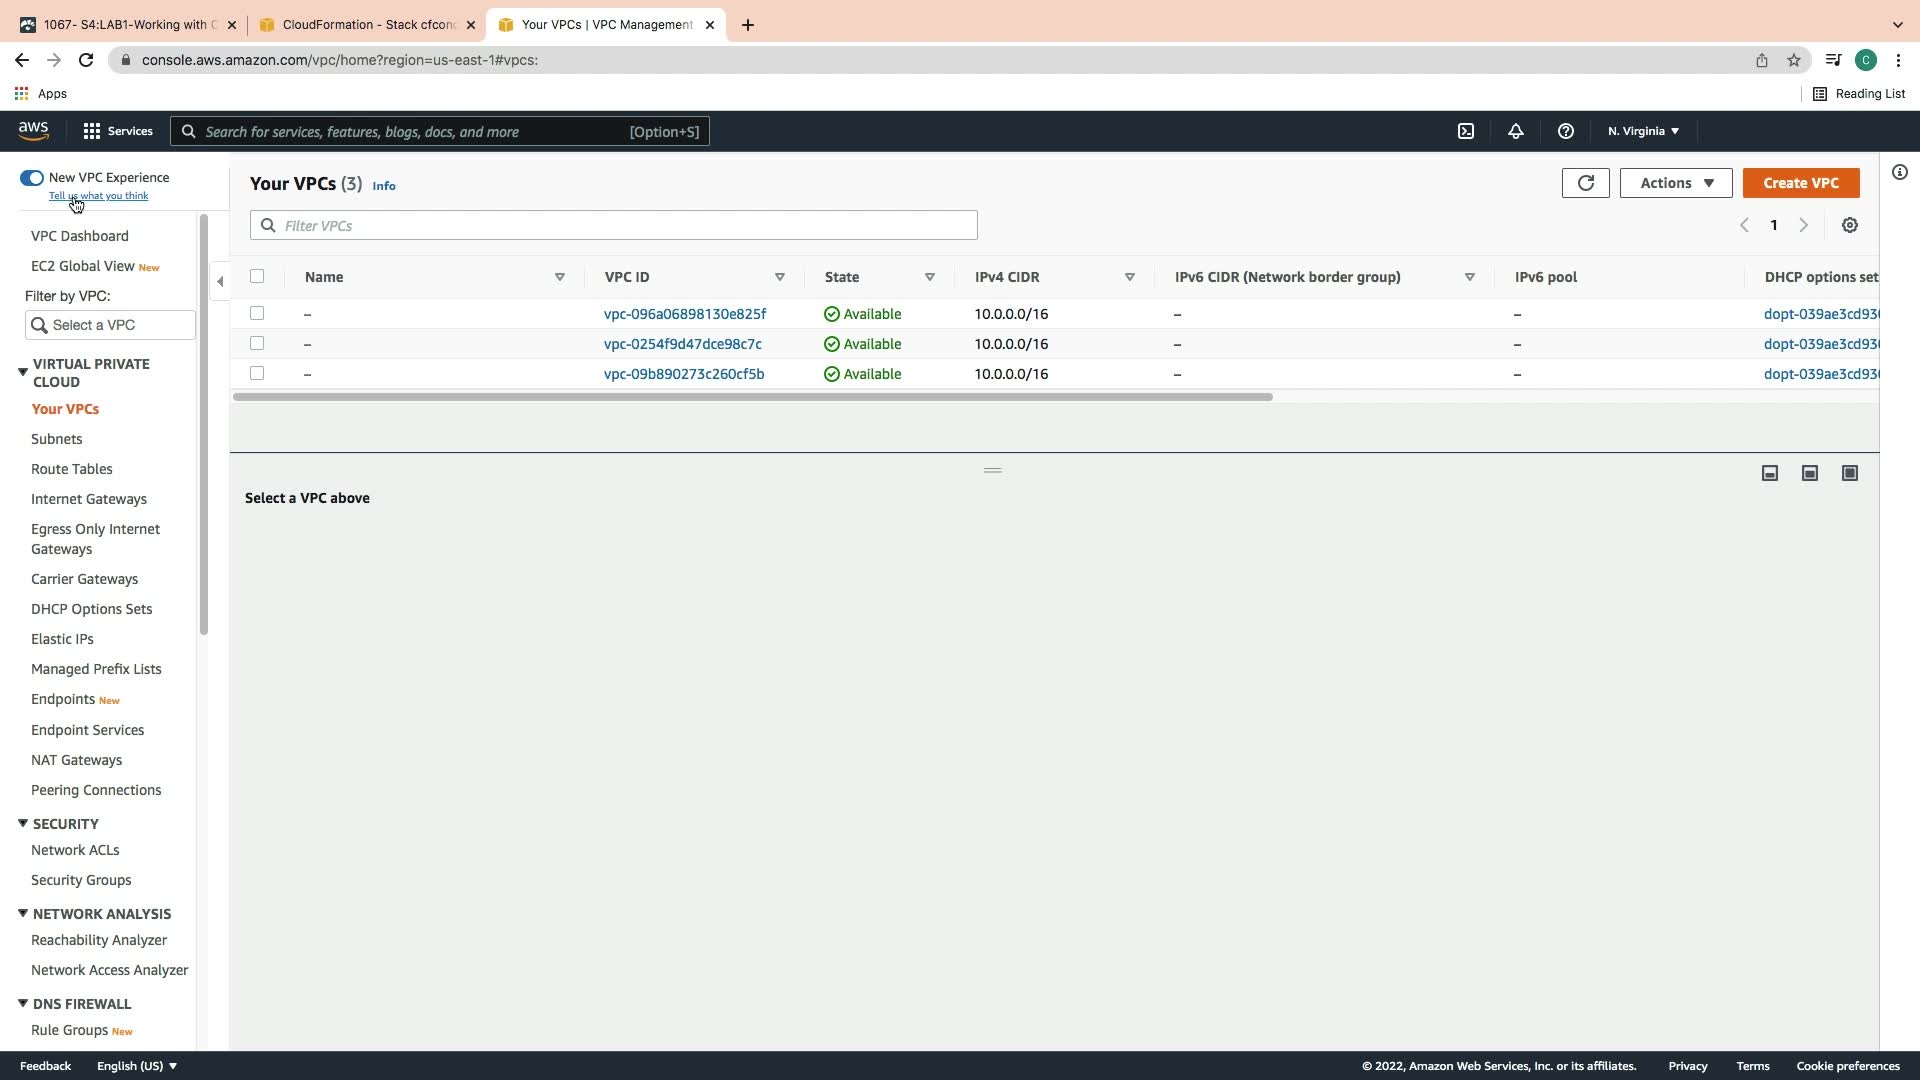 1067- S4:LAB1-Working with C
CloudFormation - Stack cfcond
Your VPCs | VPC Management
console.aws.amazon.com/vpc/home?region=us-east-1#vpcs:
C
Apps
Reading List
aws
Services
Search for services, features, blogs, docs, and more
[Option+S]
N. Virginia
New VPC Experience
Tell us what you think
VPC Dashboard
EC2 Global View New
Filter by VPC:
Select a VPC
VIRTUAL PRIVATE
CLOUD
Your VPCs
Subnets
Route Tables
Internet Gateways
Egress Only Internet
Gateways
Carrier Gateways
DHCP Options Sets
Elastic IPs
Managed Prefix Lists
Endpoints New
Endpoint Services
NAT Gateways
Peering Connections
SECURITY
Network ACLs
Security Groups
NETWORK ANALYSIS
Reachability Analyzer
Network Access Analyzer
DNS FIREWALL
Rule Groups New
Your VPCs (3) Info
Actions
Create VPC
Filter VPCs
1
Name VPC ID State IPv4 CIDR IPv6 CIDR (Network border group) IPv6 pool DHCP options set
– vpc-096a06898130e825f Available 10.0.0.0/16 – – dopt-039ae3cd930
– vpc-0254f9d47dce98c7c Available 10.0.0.0/16 – – dopt-039ae3cd930
– vpc-09b890273c260cf5b Available 10.0.0.0/16 – – dopt-039ae3cd930
Select a VPC above
Feedback
English (US)
© 2022, Amazon Web Services, Inc. or its affiliates.
Privacy
Terms
Cookie preferences